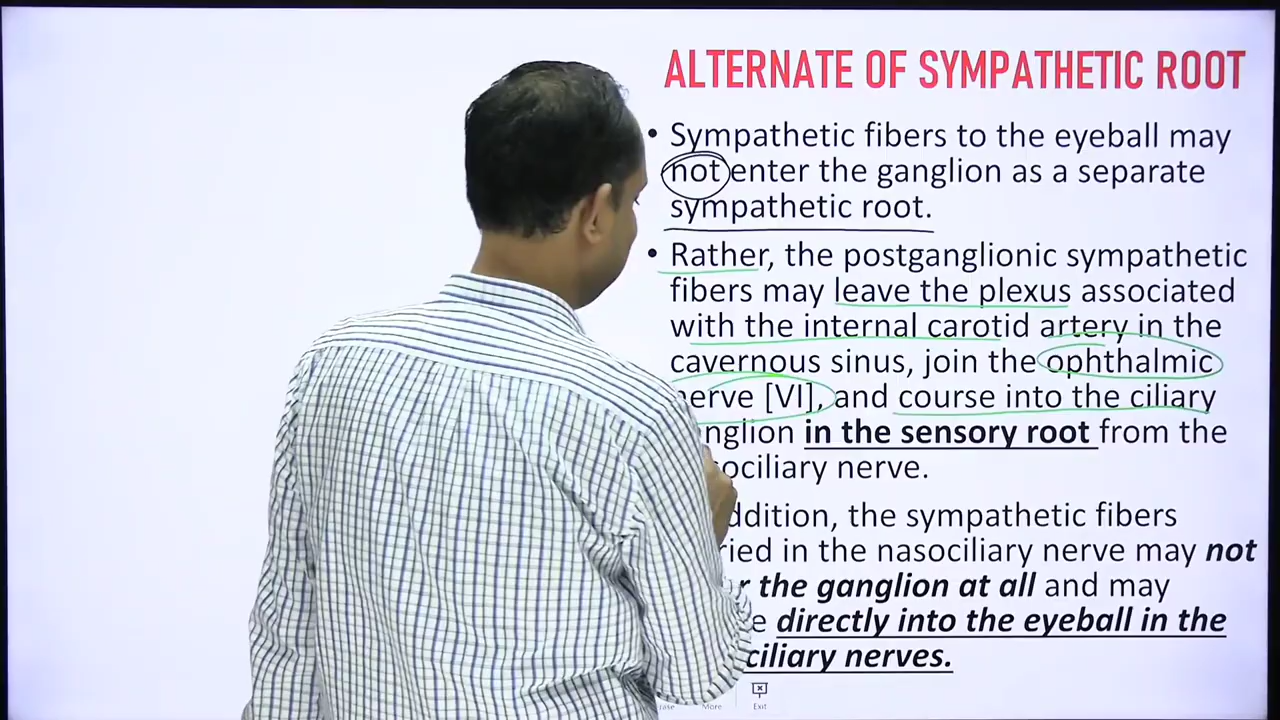 ALTERNATE OF SYMPATHETIC ROOT
• Sympathetic fibers to the eyeball may
not enter the ganglion as a separate
sympathetic root.
• Rather, the postganglionic sympathetic
fibers may leave the plexus associated
with the internal carotid artery in the
cavernous sinus, join the ophthalmic
nerve [VI], and course into the ciliary
in the sensory root from the
nerve.
the sympathetic fibers
in the nasociliary nerve may not
the ganglion at all and may
directly into the eyeball in the
ciliary nerves.
More Exit